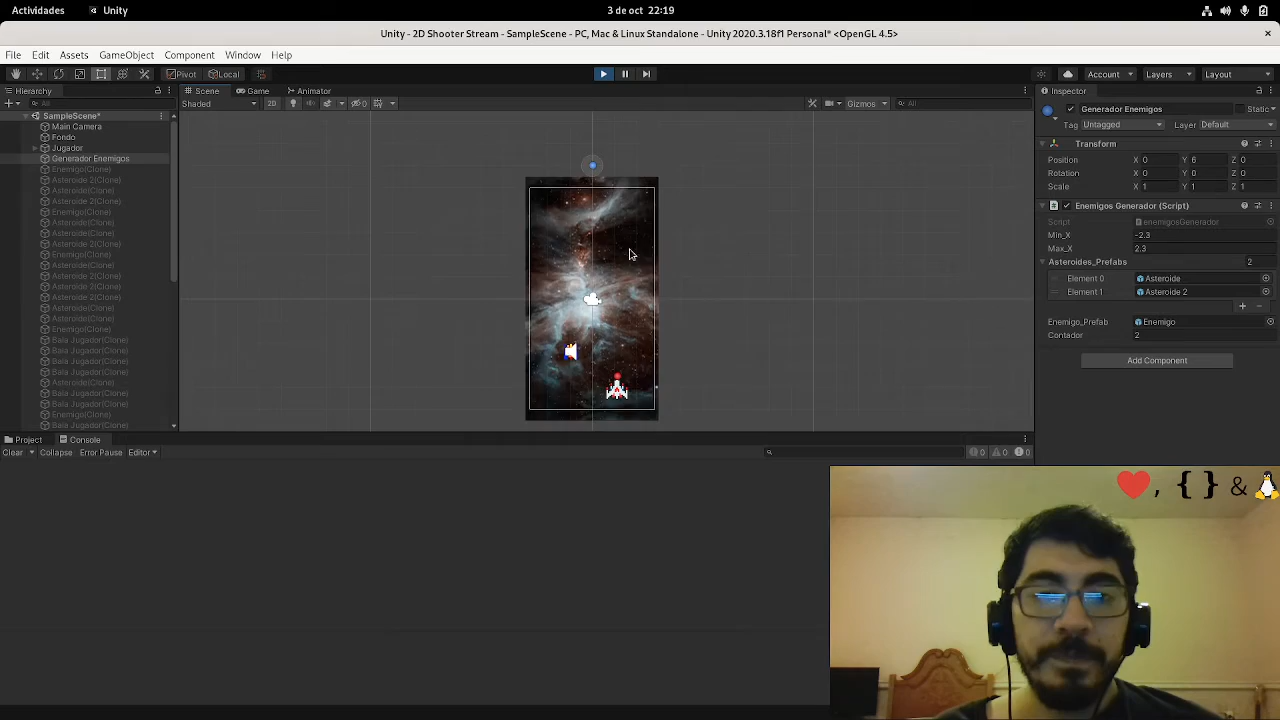 Actividades
Unity
3 de oct 22:19
Unity - 2D Shooter Stream - SampleScene - PC, Mac & Linux Standalone - Unity 2020.3.18f1 Personal* <OpenGL 4.5>
File Edit Assets GameObject Component Window Help
Pivot Local Account Layers Layout
Hierarchy
All
SampleScene*
Main Camera
Fondo
Jugador
Generador Enemigos
Enemigo(Clone)
Asteroide 2(Clone)
Asteroide(Clone)
Asteroide 2(Clone)
Enemigo(Clone)
Asteroide(Clone)
Asteroide(Clone)
Asteroide 2(Clone)
Enemigo(Clone)
Asteroide(Clone)
Asteroide 2(Clone)
Asteroide 2(Clone)
Asteroide 2(Clone)
Asteroide(Clone)
Asteroide(Clone)
Enemigo(Clone)
Bala Jugador(Clone)
Bala Jugador(Clone)
Bala Jugador(Clone)
Bala Jugador(Clone)
Asteroide(Clone)
Bala Jugador(Clone)
Bala Jugador(Clone)
Enemigo(Clone)
Bala Jugador(Clone)
Scene Game Animator
Shaded 2D 0 Gizmos All
Inspector
Generador Enemigos Static
Tag Untagged Layer Default
Transform
Position X 0 Y 6 Z 0
Rotation X 0 Y 0 Z 0
Scale X 1 Y 1 Z 1
Enemigos Generador (Script)
Script enemigosGenerador
Min_X -2.3
Max_X 2.3
Asteroides_Prefabs 2
Element 0 Asteroide
Element 1 Asteroide 2
+ −
Enemigo_Prefab Enemigo
Contador 2
Add Component
Project Console
Clear Collapse Error Pause Editor 0 0 0
, { } &